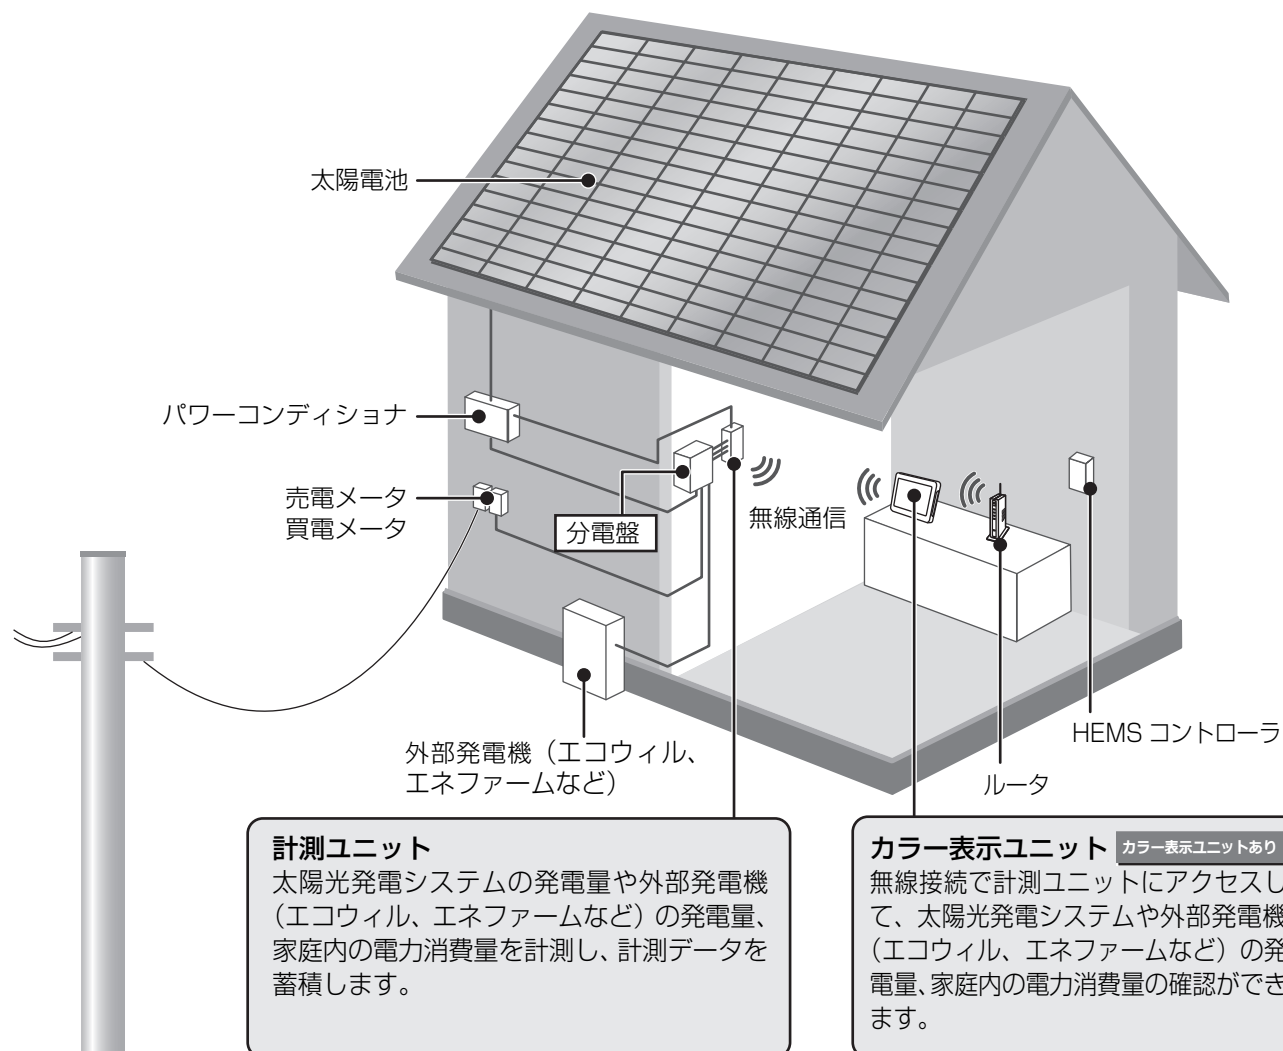 太陽電池
パワーコンディショナ
売電メータ
買電メータ
分電盤
無線通信
HEMS コントローラ
ルータ
外部発電機（エコウィル、
エネファームなど）
計測ユニット
太陽光発電システムの発電量や外部発電機
（エコウィル、エネファームなど）の発電量、
家庭内の電力消費量を計測し、計測データを
蓄積します。
カラー表示ユニット カラー表示ユニットあり
無線接続で計測ユニットにアクセスし
て、太陽光発電システムや外部発電機
（エコウィル、エネファームなど）の発
電量、家庭内の電力消費量の確認ができ
ます。